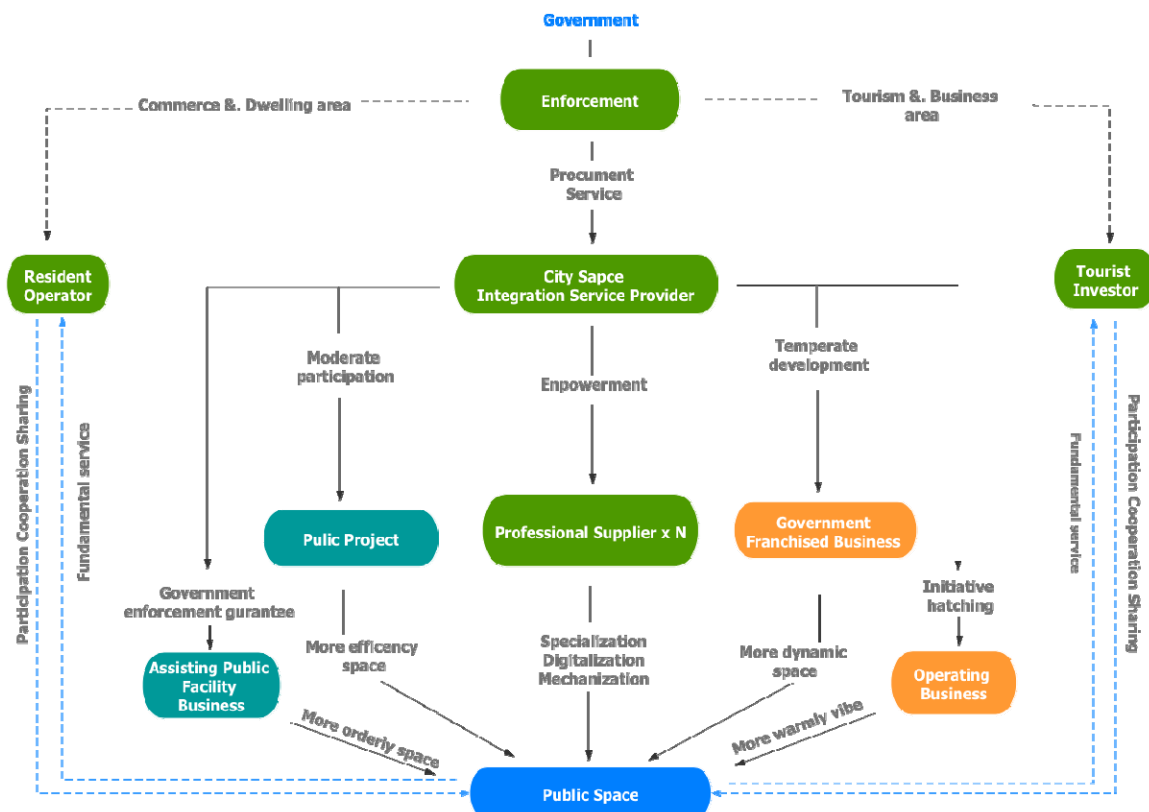 Government
Enforcement
Commerce &. Dwelling area
Tourism &. Business
area
Procument
Service
Resident
Operator
City Sapce
Integration Service Provider
Tourist
Investor
Moderate
participation
Enpowerment
Temperate
development
Participation Cooperation Sharing
Fundamental service
Fundamental service
Participation Cooperation Sharing
Pulic Project
Professional Supplier x N
Government
Franchised Business
Government
enforcement gurantee
Initiative
hatching
More efficency
space
Specialization
Digitalization
Mechanization
More dynamic
space
Assisting Public
Facility
Business
Operating
Business
More orderly space
More warmly vibe
Public Space